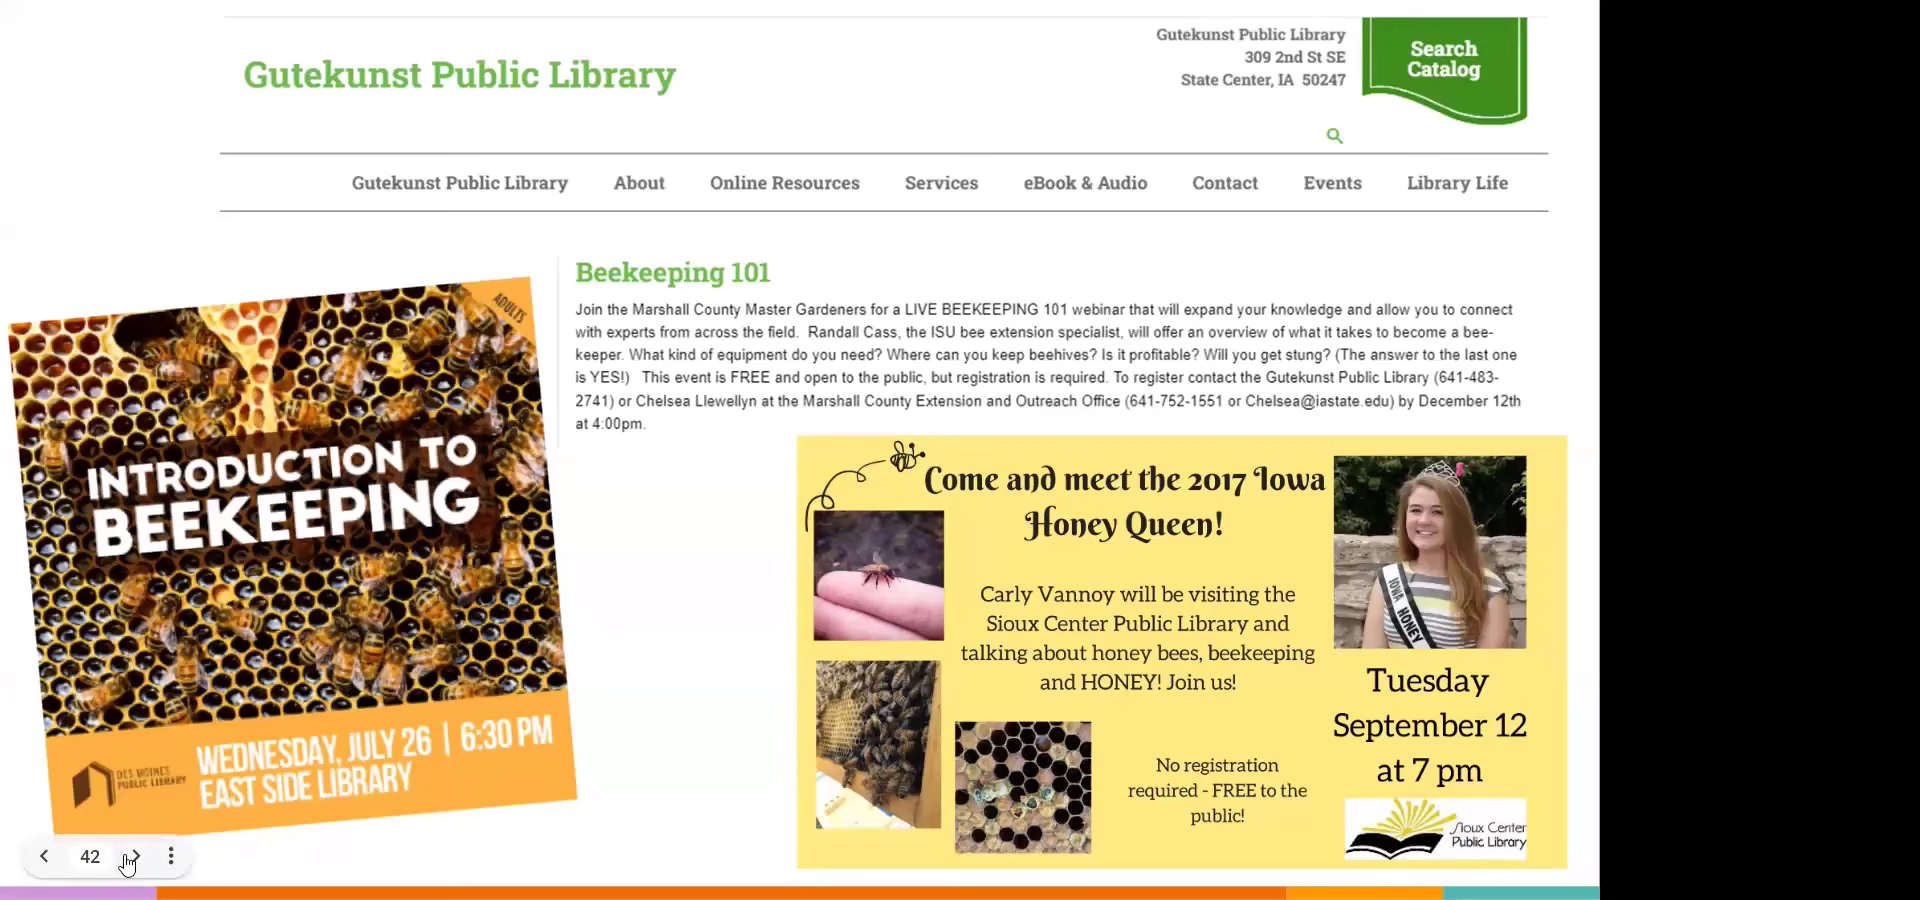 Gutekunst Public Library
Gutekunst Public Library
309 2nd St SE
State Center, IA  50247
Search
Catalog
Gutekunst Public Library
About
Online Resources
Services
eBook & Audio
Contact
Events
Library Life
Beekeeping 101
Join the Marshall County Master Gardeners for a LIVE BEEKEEPING 101 webinar that will expand your knowledge and allow you to connect
with experts from across the field.  Randall Cass, the ISU bee extension specialist, will offer an overview of what it takes to become a bee-
keeper. What kind of equipment do you need? Where can you keep beehives? Is it profitable? Will you get stung? (The answer to the last one
is YES!)   This event is FREE and open to the public, but registration is required. To register contact the Gutekunst Public Library (641-483-
2741) or Chelsea Llewellyn at the Marshall County Extension and Outreach Office (641-752-1551 or Chelsea@iastate.edu) by December 12th
at 4:00pm.
ADULTS
INTRODUCTION TO
BEEKEEPING
WEDNESDAY, JULY 26 | 6:30 PM
EAST SIDE LIBRARY
DES MOINES
PUBLIC LIBRARY
Come and meet the 2017 Iowa
Honey Queen!
Carly Vannoy will be visiting the
Sioux Center Public Library and
talking about honey bees, beekeeping
and HONEY! Join us!
No registration
required - FREE to the
public!
IOWA HONEY
Tuesday
September 12
at 7 pm
Sioux Center
Public Library
42